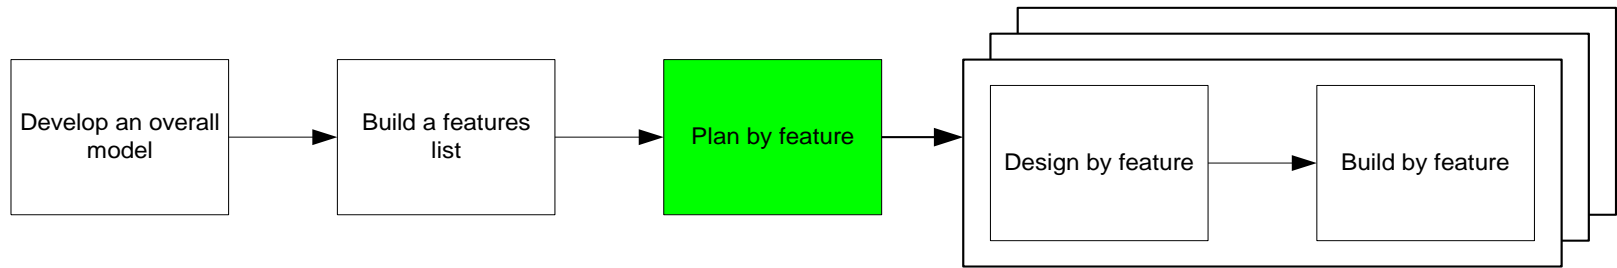 Develop an overall
model
Build a features
list
Plan by feature
Design by feature
Build by feature